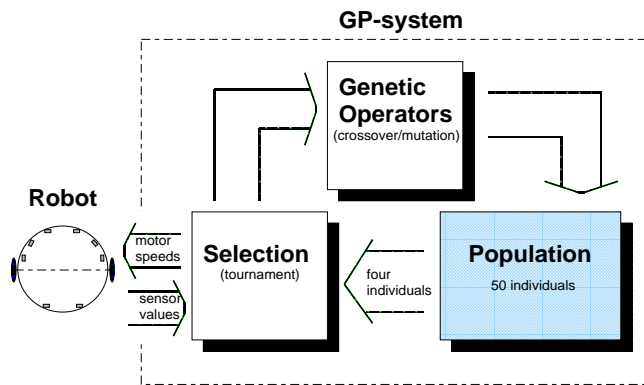 GP-system
Genetic
Operators
(crossover/mutation)
Robot
motor
speeds
sensor
values
Selection
(tournament)
four
individuals
Population
50 individuals